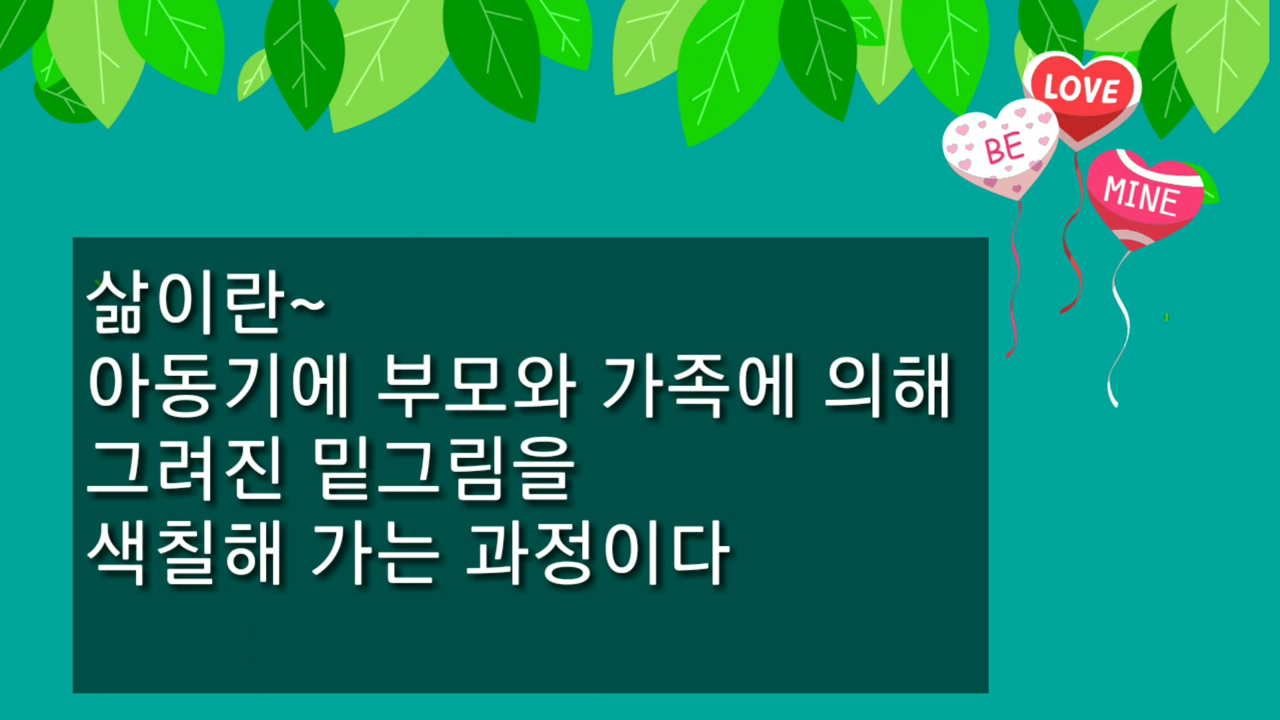 LOVE
BE
MINE
삶이란~
아동기에 부모와 가족에 의해
그려진 밑그림을
색칠해 가는 과정이다